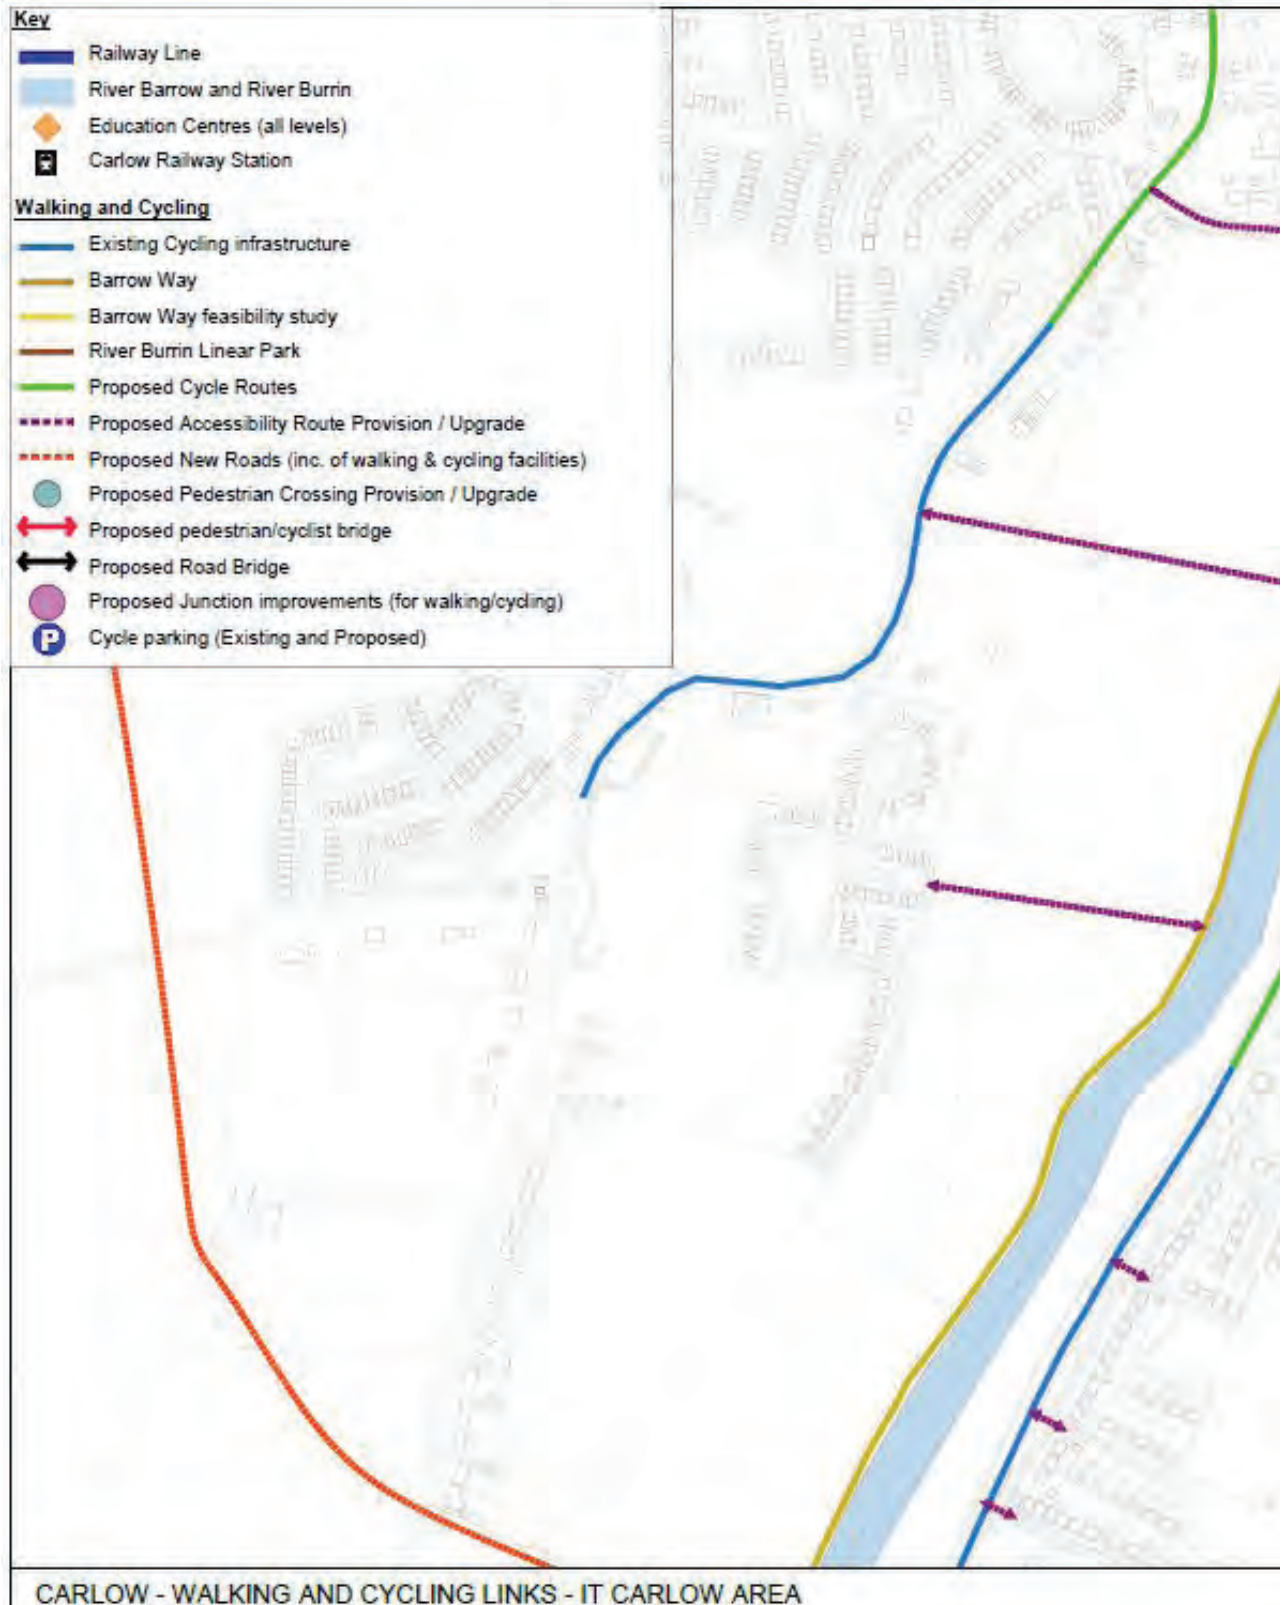 Key
Railway Line
River Barrow and River Burrin
Education Centres (all levels)
Carlow Railway Station
Walking and Cycling
Existing Cycling infrastructure
Barrow Way
Barrow Way feasibility study
River Burrin Linear Park
Proposed Cycle Routes
Proposed Accessibility Route Provision / Upgrade
Proposed New Roads (inc. of walking & cycling facilities)
Proposed Pedestrian Crossing Provision / Upgrade
Proposed pedestrian/cyclist bridge
Proposed Road Bridge
Proposed Junction improvements (for walking/cycling)
P Cycle parking (Existing and Proposed)
CARLOW - WALKING AND CYCLING LINKS - IT CARLOW AREA